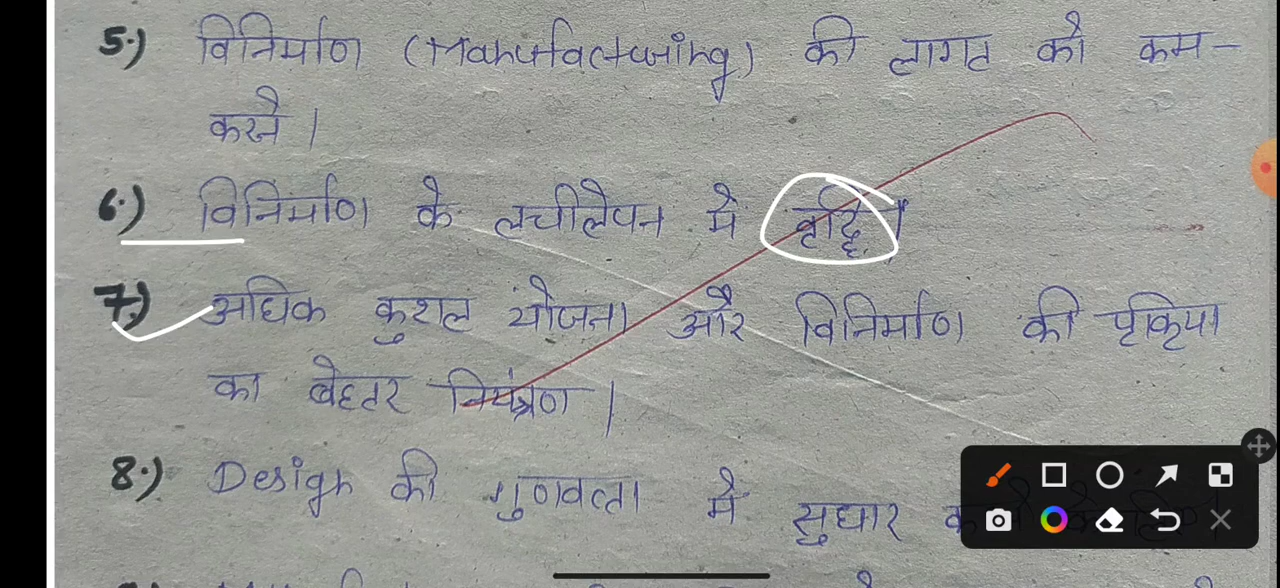 5.) विनिर्माण (Manufacturing) की लागत को कम-
करने।
6.) विनिर्माण के लचीलेपन में वृद्धि।
7.) अधिक कुशल योजना और विनिर्माण की प्रक्रिया
का बेहतर नियंत्रण।
8.) Design की गुणवत्ता में सुधार